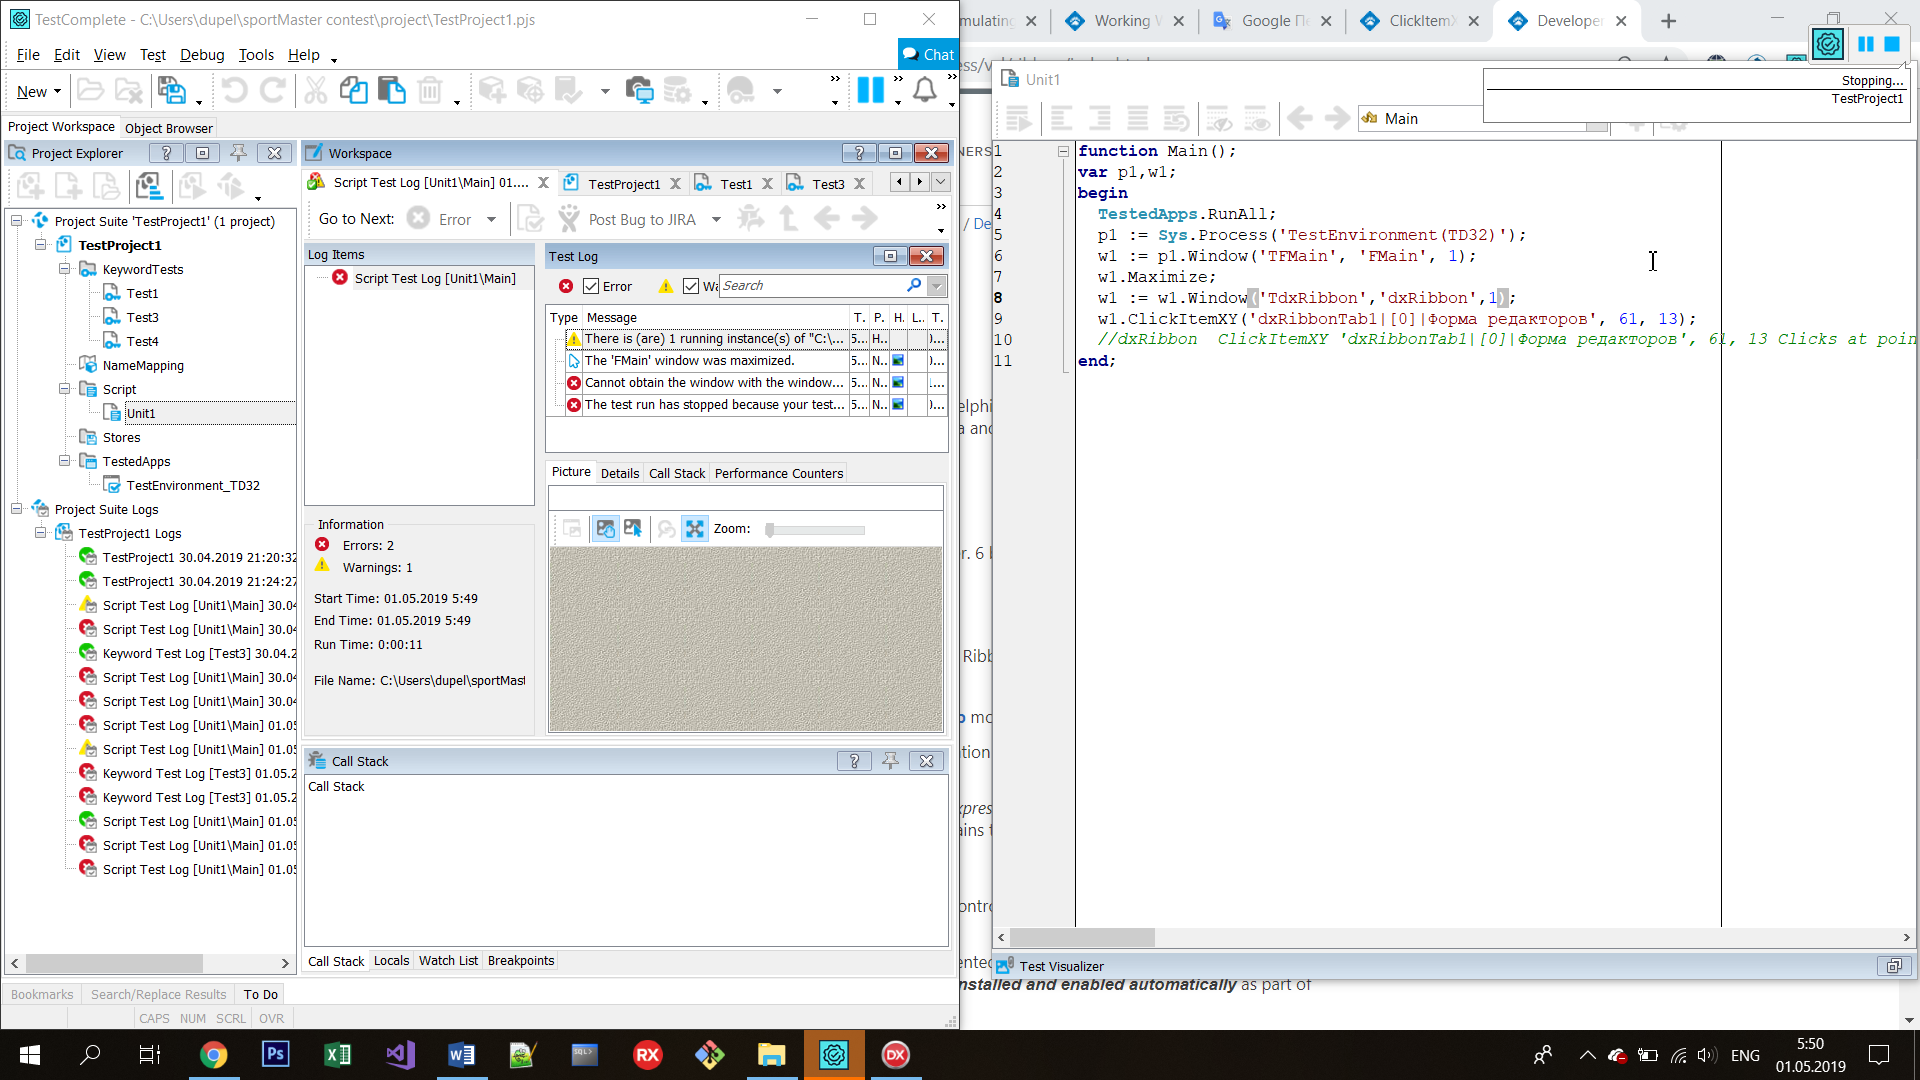 TestComplete - C:\Users\dupel\sportMaster contest\project\TestProject1.pjs
File Edit View Test Debug Tools Help
Chat
New
Project Workspace Object Browser
Project Explorer
Project Suite 'TestProject1' (1 project)
TestProject1
KeywordTests
Test1
Test3
Test4
NameMapping
Script
Unit1
Stores
TestedApps
TestEnvironment_TD32
Project Suite Logs
TestProject1 Logs
TestProject1 30.04.2019 21:20:32
TestProject1 30.04.2019 21:24:27
Script Test Log [Unit1\Main] 30.04
Script Test Log [Unit1\Main] 30.04
Keyword Test Log [Test3] 30.04.2
Script Test Log [Unit1\Main] 30.04
Script Test Log [Unit1\Main] 30.04
Script Test Log [Unit1\Main] 01.05
Script Test Log [Unit1\Main] 01.05
Keyword Test Log [Test3] 01.05.2
Keyword Test Log [Test3] 01.05.2
Script Test Log [Unit1\Main] 01.05
Script Test Log [Unit1\Main] 01.05
Script Test Log [Unit1\Main] 01.05
Workspace
Script Test Log [Unit1\Main] 01.... TestProject1 Test1 Test3
Go to Next: Error Post Bug to JIRA
Log Items
Script Test Log [Unit1\Main]
Test Log
Error Wa Search
Type Message T. P. H. L.. T.
There is (are) 1 running instance(s) of "C:\... 5... H..
The 'FMain' window was maximized. 5... N..
Cannot obtain the window with the window... 5... N..
The test run has stopped because your test... 5... N..
Picture Details Call Stack Performance Counters
Zoom:
Information
Errors: 2
Warnings: 1
Start Time: 01.05.2019 5:49
End Time: 01.05.2019 5:49
Run Time: 0:00:11
File Name: C:\Users\dupel\sportMast
Call Stack
Call Stack
Call Stack Locals Watch List Breakpoints
Bookmarks Search/Replace Results To Do
CAPS NUM SCRL OVR
mulating Working Google ClickItemX Developer
Unit1
Stopping...
TestProject1
Main
1 function Main();
2 var p1,w1;
3 begin
4 TestedApps.RunAll;
5 p1 := Sys.Process('TestEnvironment(TD32)');
6 w1 := p1.Window('TFMain', 'FMain', 1);
7 w1.Maximize;
8 w1 := w1.Window('TdxRibbon','dxRibbon',1);
9 w1.ClickItemXY('dxRibbonTab1|[0]|Форма редакторов', 61, 13);
10 //dxRibbon ClickItemXY 'dxRibbonTab1|[0]|Форма редакторов', 61, 13 Clicks at poin
11 end;
Test Visualizer
nstalled and enabled automatically as part of
ENG
5:50
01.05.2019